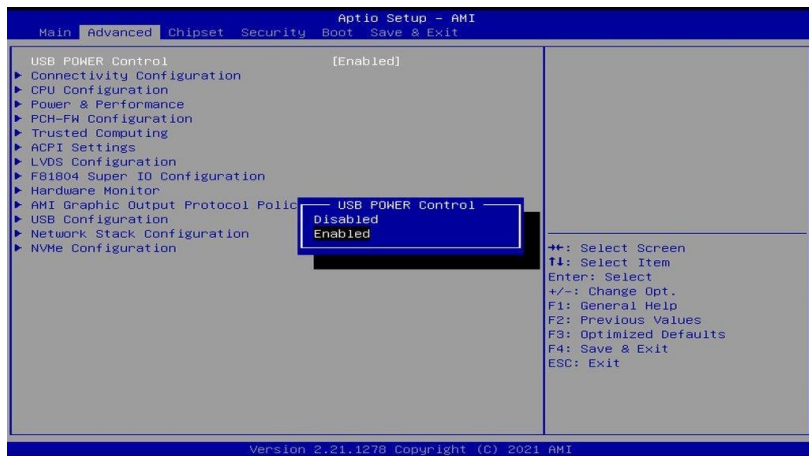 Aptio Setup – AMI
Main Advanced Chipset Security Boot Save & Exit
USB POWER Control [Enabled]
Connectivity Configuration
CPU Configuration
Power & Performance
PCH-FW Configuration
Trusted Computing
ACPI Settings
LVDS Configuration
F81804 Super IO Configuration
Hardware Monitor
AMI Graphic Output Protocol Polic
USB Configuration
Network Stack Configuration
NVMe Configuration
USB POWER Control
Disabled
Enabled
→←: Select Screen
↑↓: Select Item
Enter: Select
+/-: Change Opt.
F1: General Help
F2: Previous Values
F3: Optimized Defaults
F4: Save & Exit
ESC: Exit
Version 2.21.1278 Copyright (C) 2021 AMI